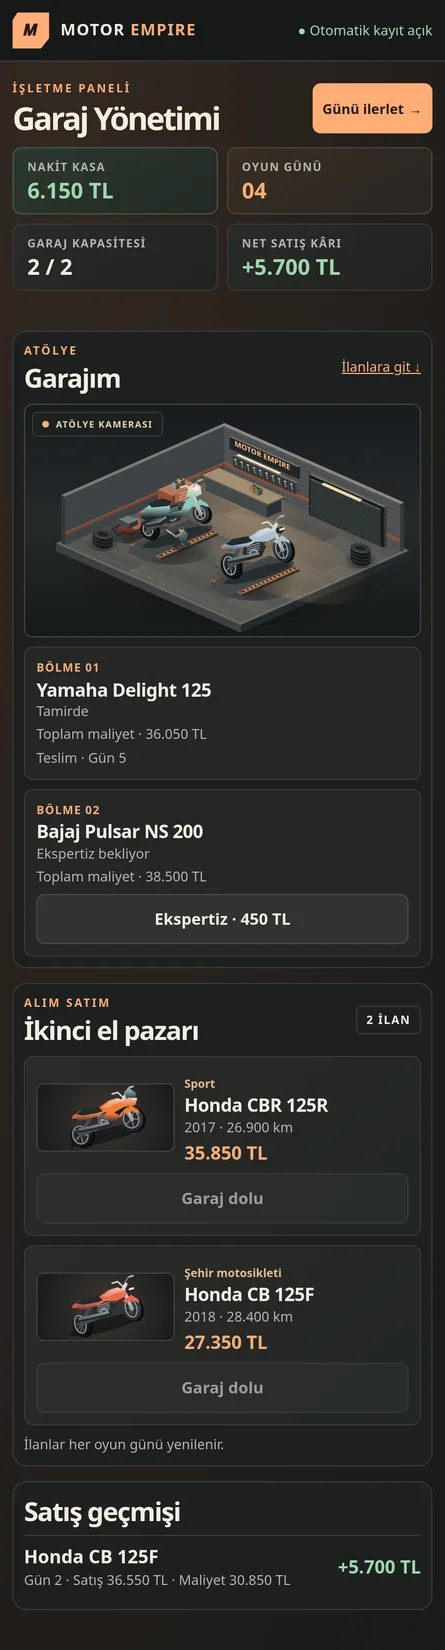 M
MOTOR EMPIRE
● Otomatik kayıt açık
İŞLETME PANELİ
Garaj Yönetimi
Günü ilerlet →
NAKİT KASA
6.150 TL
OYUN GÜNÜ
04
GARAJ KAPASİTESİ
2 / 2
NET SATIŞ KÂRI
+5.700 TL
ATÖLYE
Garajım
İlanlara git ↓
● ATÖLYE KAMERASI
MOTOR EMPIRE
BÖLME 01
Yamaha Delight 125
Tamirde
Toplam maliyet · 36.050 TL
Teslim · Gün 5
BÖLME 02
Bajaj Pulsar NS 200
Ekspertiz bekliyor
Toplam maliyet · 38.500 TL
Ekspertiz · 450 TL
ALIM SATIM
İkinci el pazarı
2 İLAN
Sport
Honda CBR 125R
2017 · 26.900 km
35.850 TL
Garaj dolu
Şehir motosikleti
Honda CB 125F
2018 · 28.400 km
27.350 TL
Garaj dolu
İlanlar her oyun günü yenilenir.
Satış geçmişi
Honda CB 125F
Gün 2 · Satış 36.550 TL · Maliyet 30.850 TL
+5.700 TL